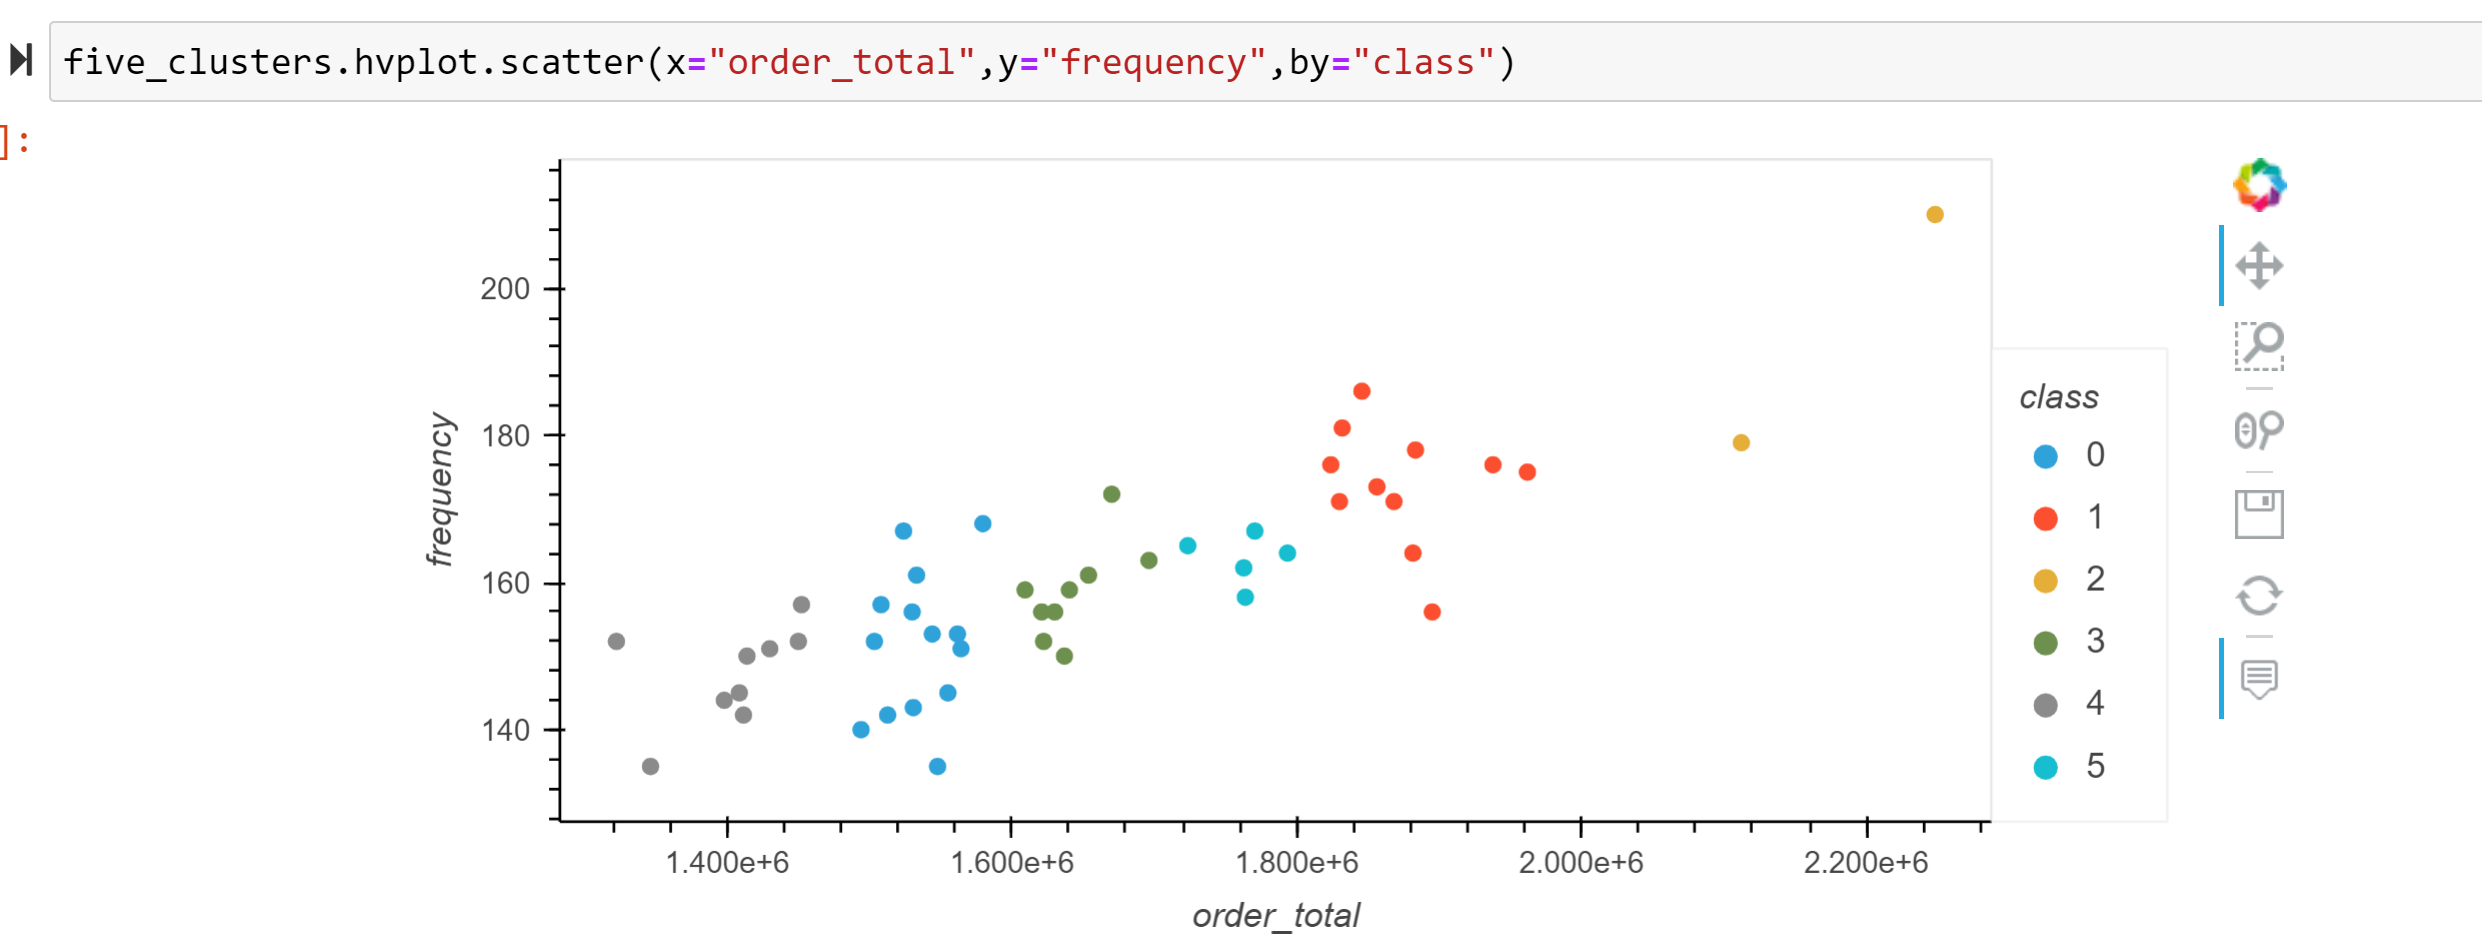 five_clusters.hvplot.scatter(x="order_total",y="frequency",by="class")
]:
200
180
160
140
frequency
1.400e+6 1.600e+6 1.800e+6 2.000e+6 2.200e+6
order_total
class
0
1
2
3
4
5